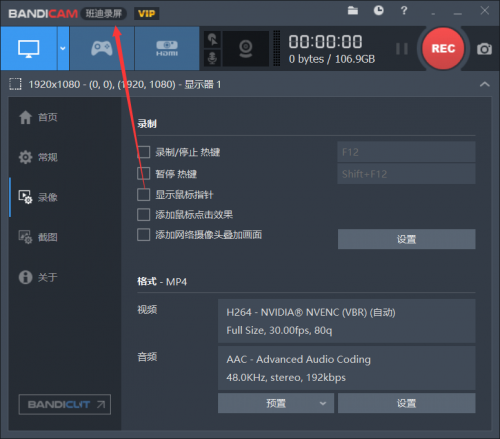 BANDICAM 班迪录屏 VIP
HDMI
00:00:00
0 bytes / 106.9GB
REC
1920x1080 - (0, 0), (1920, 1080) - 显示器 1
首页
常规
录像
截图
关于
BANDICUT
录制
录制/停止 热键 F12
暂停 热键 Shift+F12
显示鼠标指针
添加鼠标点击效果
添加网络摄像头叠加画面
设置
格式 - MP4
视频
H264 - NVIDIA® NVENC (VBR) (自动)
Full Size, 30.00fps, 80q
音频
AAC - Advanced Audio Coding
48.0KHz, stereo, 192kbps
预置 设置